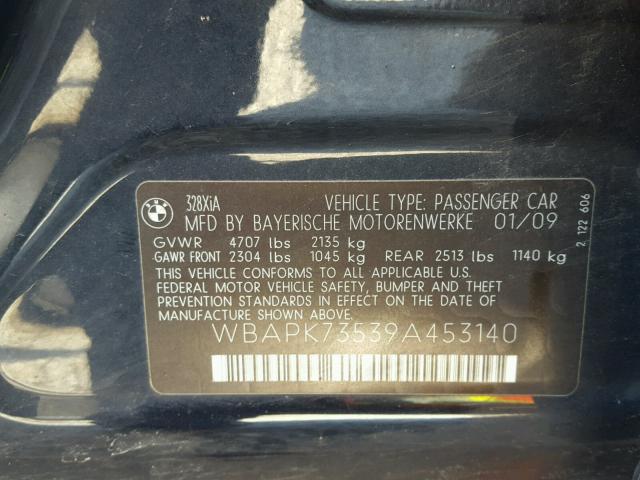 BMW
328XiA VEHICLE TYPE: PASSENGER CAR
MFD BY BAYERISCHE MOTORENWERKE 01/09
GVWR 4707 lbs 2135 kg
GAWR FRONT 2304 lbs 1045 kg REAR 2513 lbs 1140 kg
THIS VEHICLE CONFORMS TO ALL APPLICABLE U.S.
FEDERAL MOTOR VEHICLE SAFETY, BUMPER AND THEFT
PREVENTION STANDARDS IN EFFECT ON THE DATE OF
MANUFACTURE SHOWN ABOVE.
WBAPK73539A453140
2 122 606